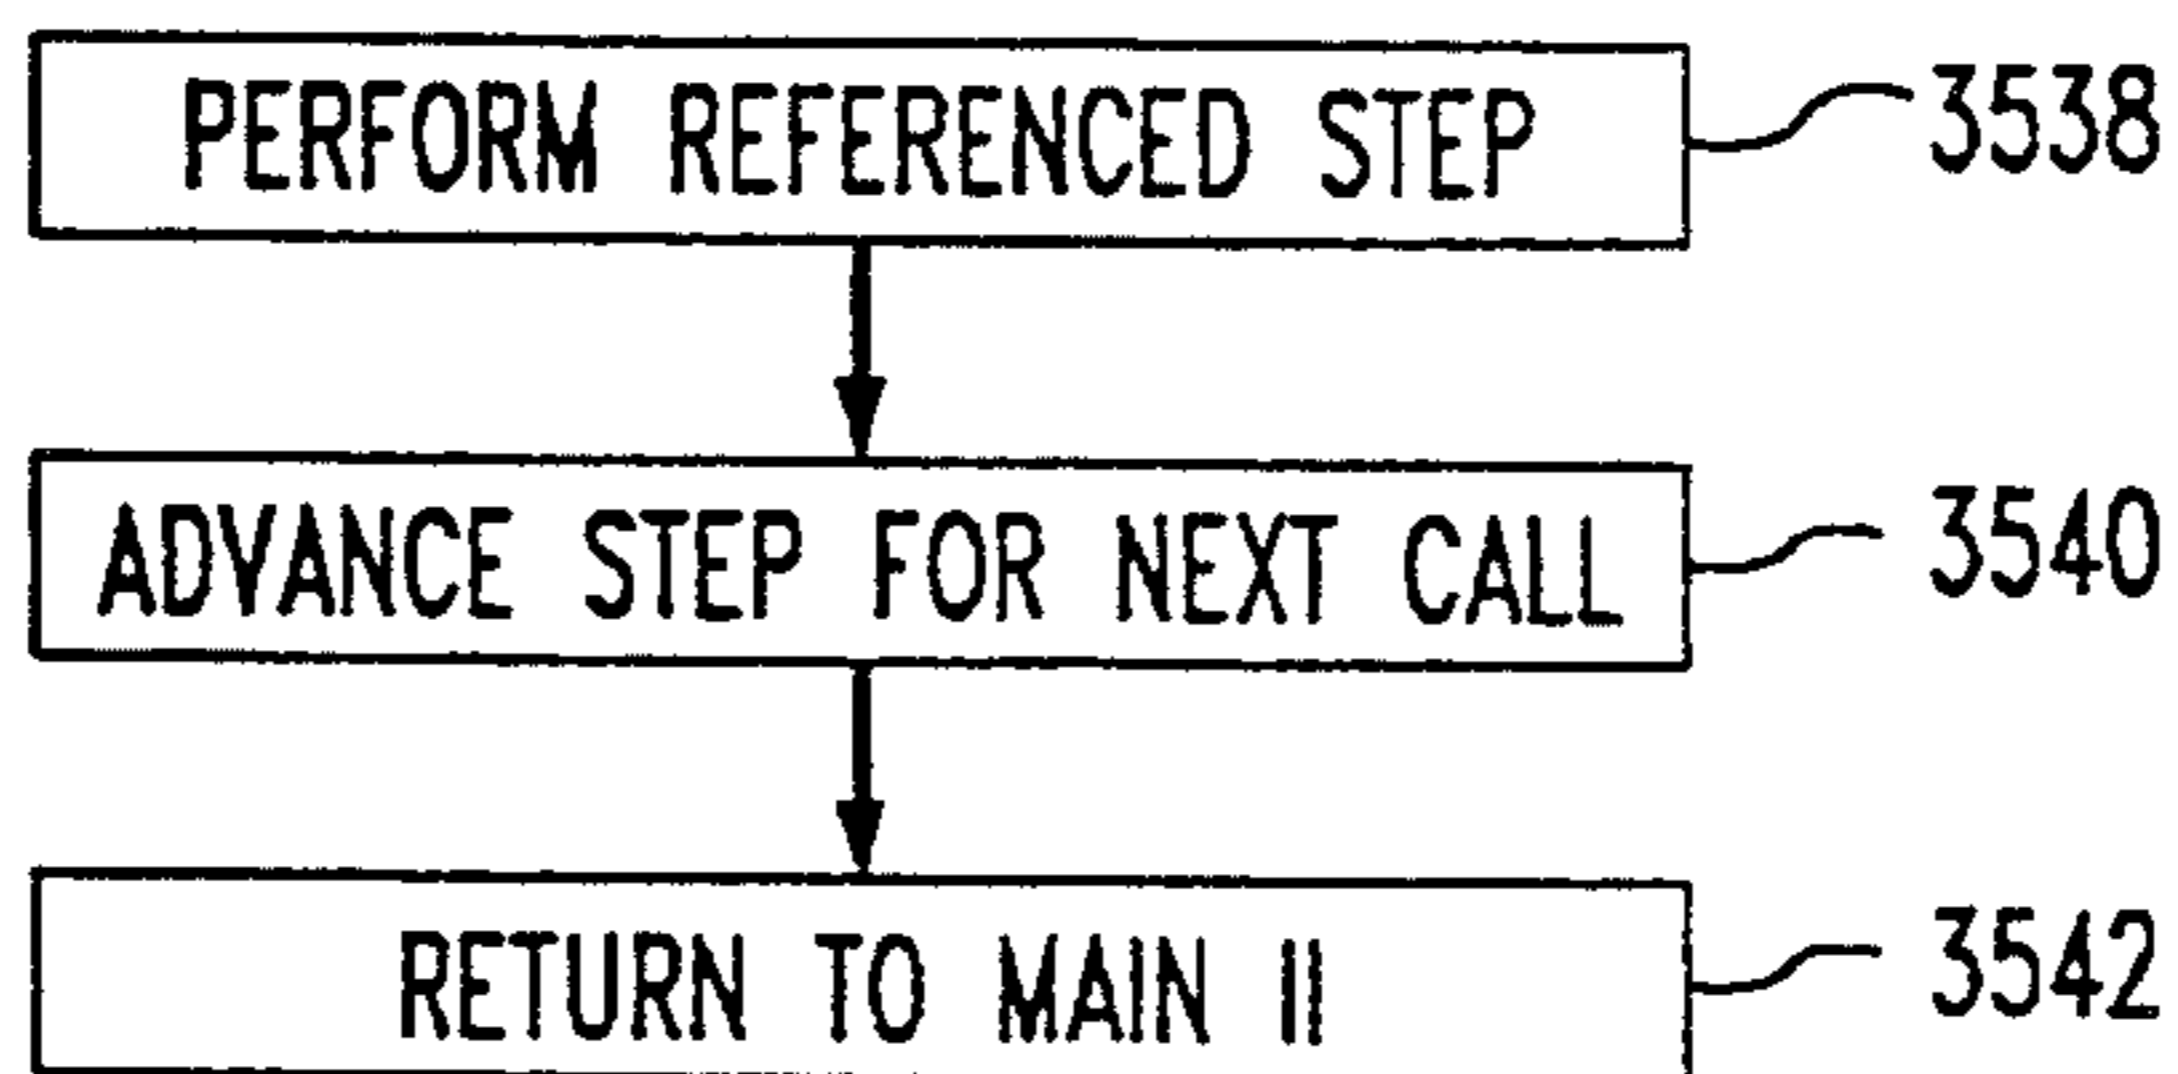 PERFORM REFERENCED STEP 3538
ADVANCE STEP FOR NEXT CALL 3540
RETURN TO MAIN II 3542